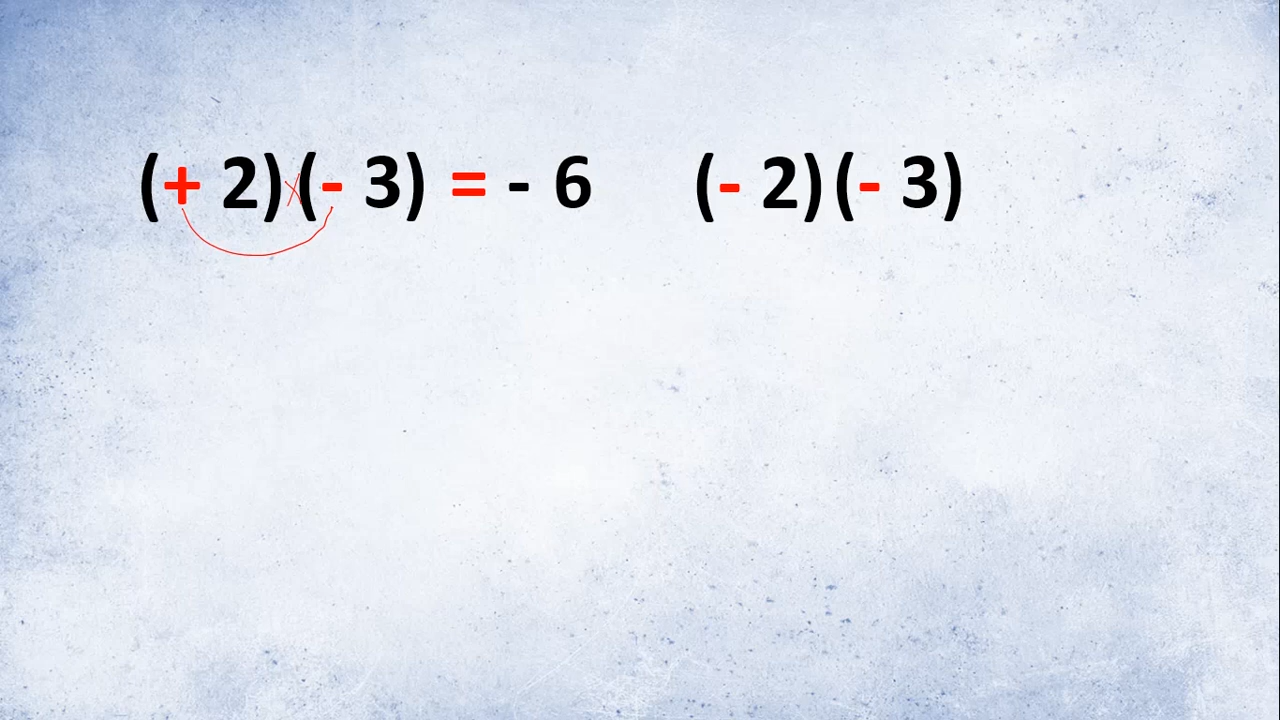 (+ 2)×(- 3) = - 6 (- 2)(- 3)